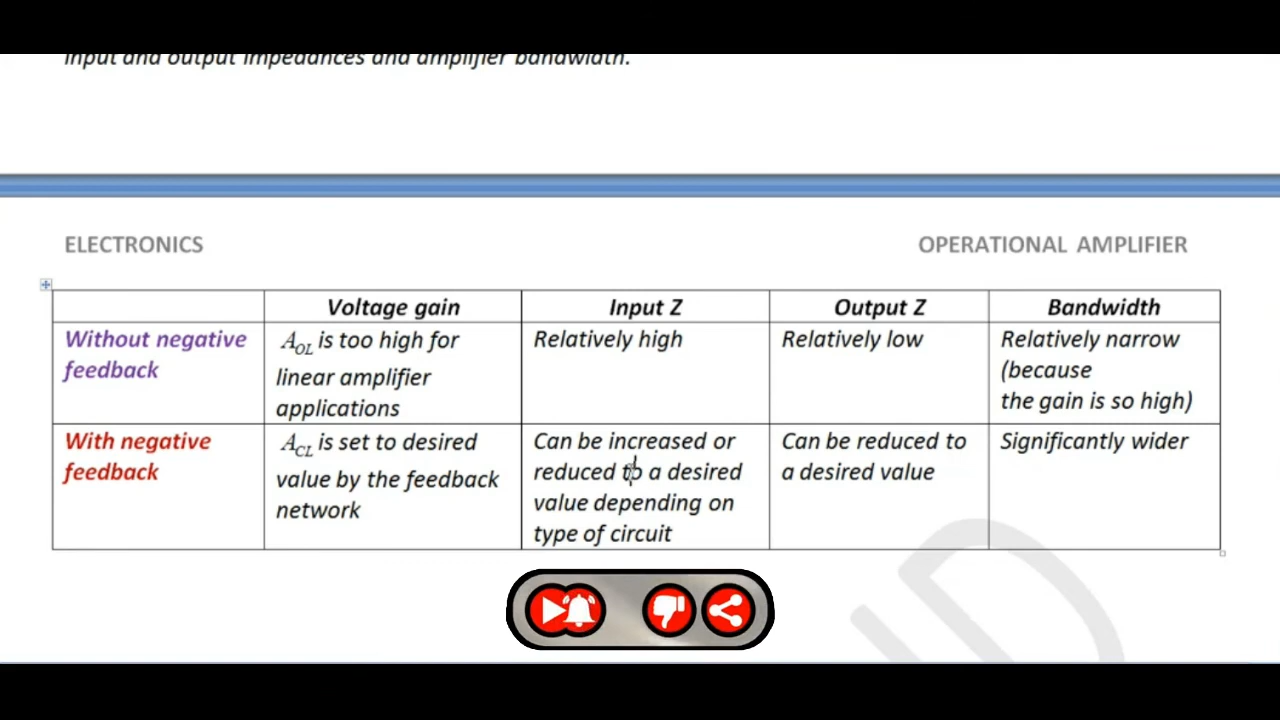 input and output impedances and amplifier bandwidth.
ELECTRONICS
OPERATIONAL AMPLIFIER
Voltage gain
Input Z
Output Z
Bandwidth
Without negative
feedback
A_OL is too high for
linear amplifier
applications
Relatively high
Relatively low
Relatively narrow
(because
the gain is so high)
With negative
feedback
A_CL is set to desired
value by the feedback
network
Can be increased or
reduced to a desired
value depending on
type of circuit
Can be reduced to
a desired value
Significantly wider